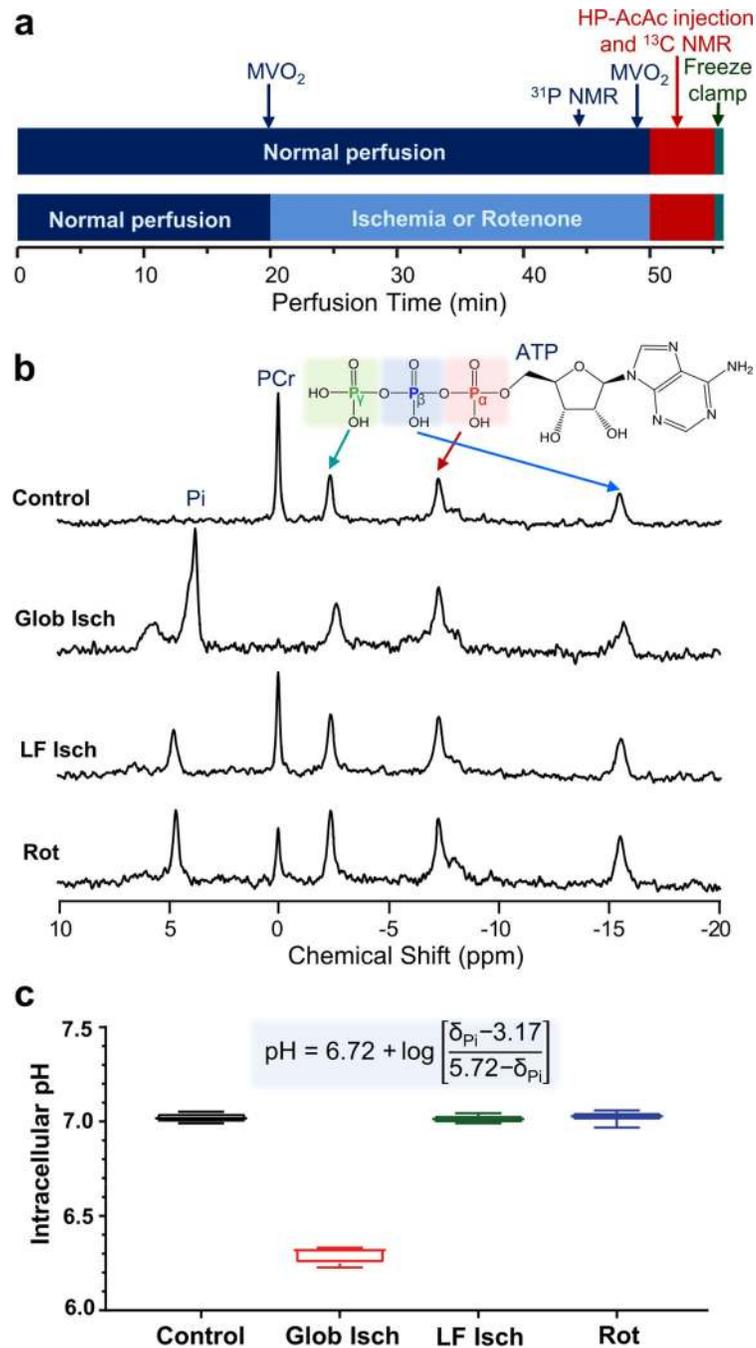 a
HP-AcAc injection
and ¹³C NMR
MVO₂
³¹P NMR
MVO₂
Freeze
clamp
Normal perfusion
Normal perfusion
Ischemia or Rotenone
0 10 20 30 40 50
Perfusion Time (min)
b
PCr
ATP
O O O
HO P O P O P O
γ β α
OH OH OH
O
HO OH
N N
N N
NH₂
Control
Pi
Glob Isch
LF Isch
Rot
10 5 0 -5 -10 -15 -20
Chemical Shift (ppm)
c
pH = 6.72 + log [(δPi−3.17)/(5.72−δPi)]
Intracellular pH
7.5
7.0
6.5
6.0
Control Glob Isch LF Isch Rot